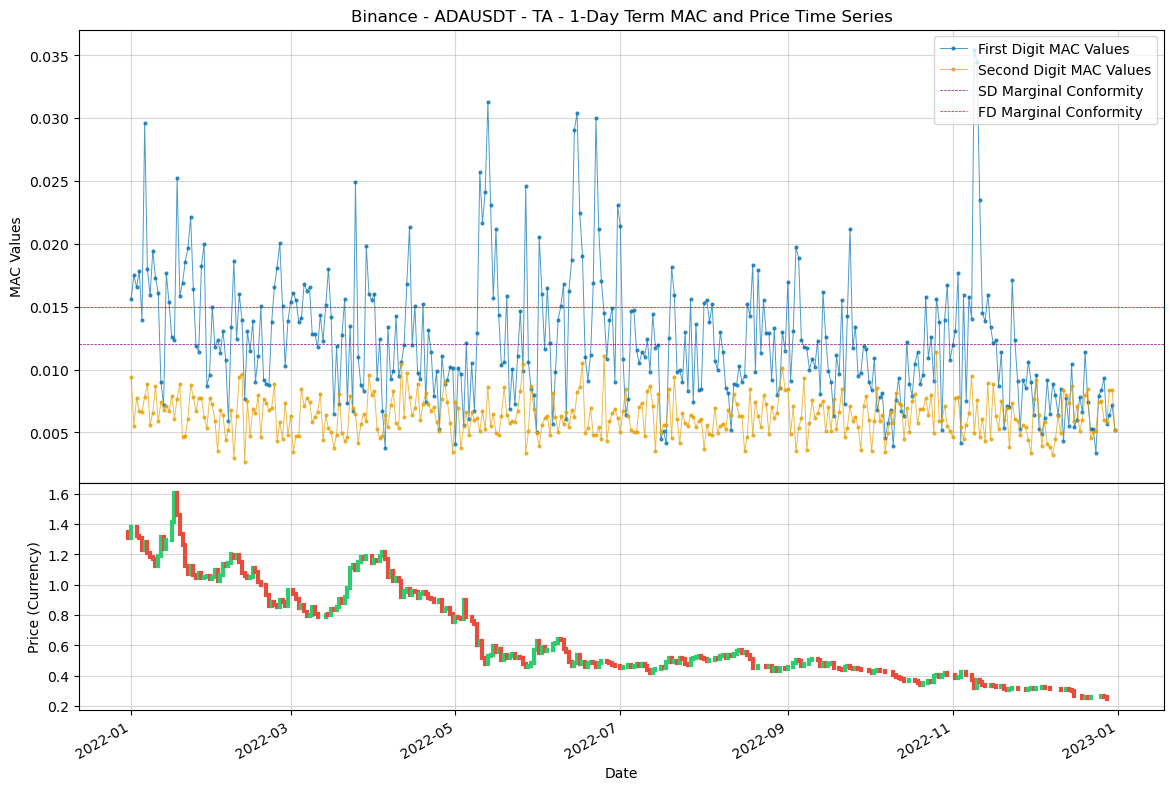 Binance - ADAUSDT - TA - 1-Day Term MAC and Price Time Series
First Digit MAC Values
Second Digit MAC Values
SD Marginal Conformity
FD Marginal Conformity
MAC Values
0.035
0.030
0.025
0.020
0.015
0.010
0.005
Price (Currency)
1.6
1.4
1.2
1.0
0.8
0.6
0.4
0.2
2022-01
2022-03
2022-05
2022-07
2022-09
2022-11
2023-01
Date